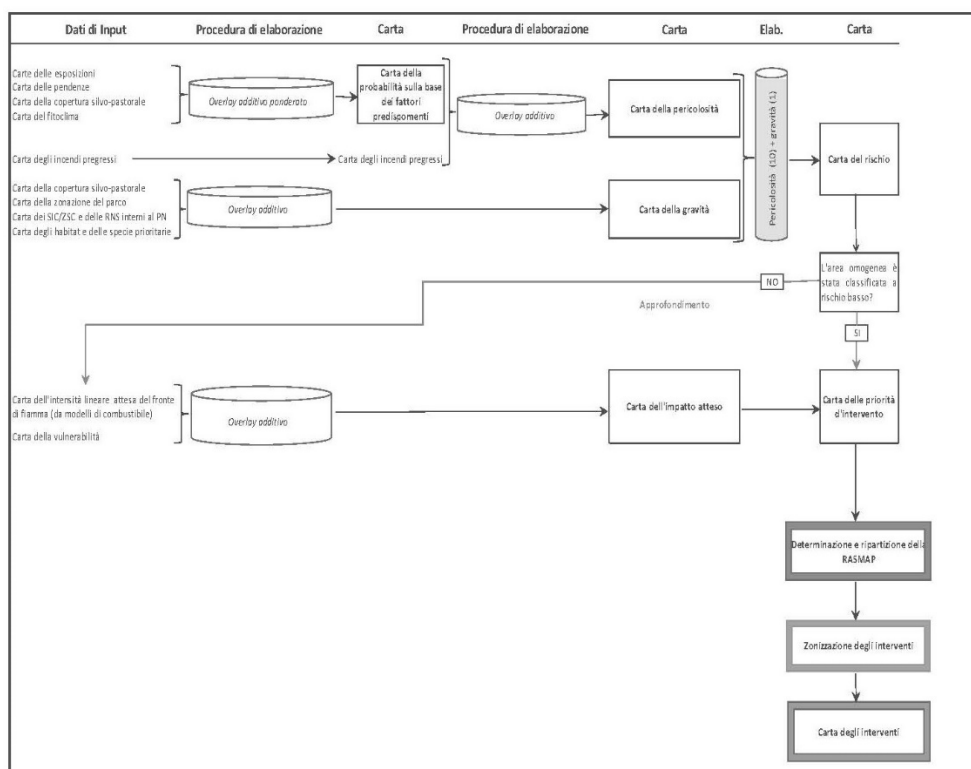 Dati di Input
Procedura di elaborazione
Carta
Procedura di elaborazione
Carta
Elab.
Carta
Carte delle esposizioni
Carta delle pendenze
Carta della copertura silvo-pastorale
Carta del fitoclima
Overlay additivo ponderato
Carta della
probabilità sulla base
dei fattori
predisponenti
Overlay additivo
Carta della pericolosità
Carta degli incendi pregressi
Carta degli incendi pregressi
Pericolosità (10) + gravità (1)
Carta del rischio
Carta della copertura silvo-pastorale
Carta della zonazione del parco
Carta dei SIC/ZSC e delle RNS interni al PN
Carta degli habitat e delle specie prioritarie
Overlay additivo
Carta della gravità
L'area omogenea è
stata classificata a
rischio basso?
NO
Approfondimento
SI
Carta dell'intensità lineare attesa del fronte
di fiamma (da modelli di combustibile)
Carta della vulnerabilità
Overlay additivo
Carta dell'impatto atteso
Carta delle priorità
d'intervento
Determinazione e ripartizione della
RASMAP
Zonizzazione degli interventi
Carta degli interventi